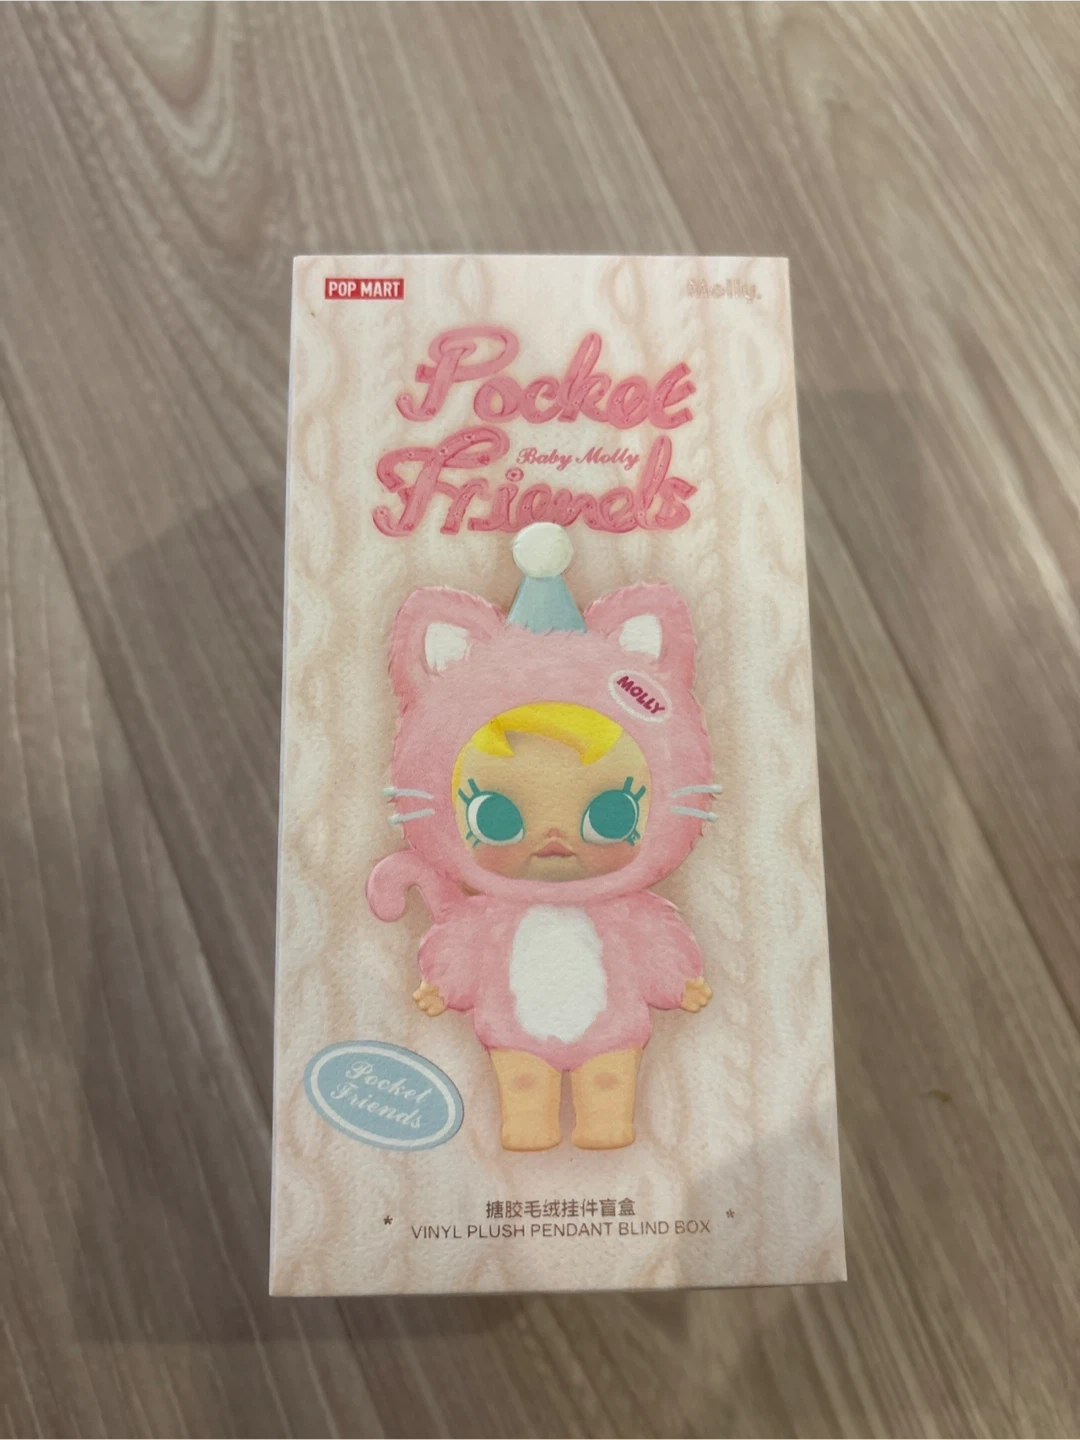 POP MART
Molly.
Pocket
Baby Molly
Friends
MOLLY
Pocket
Friends
搪胶毛绒挂件盲盒
* VINYL PLUSH PENDANT BLIND BOX *